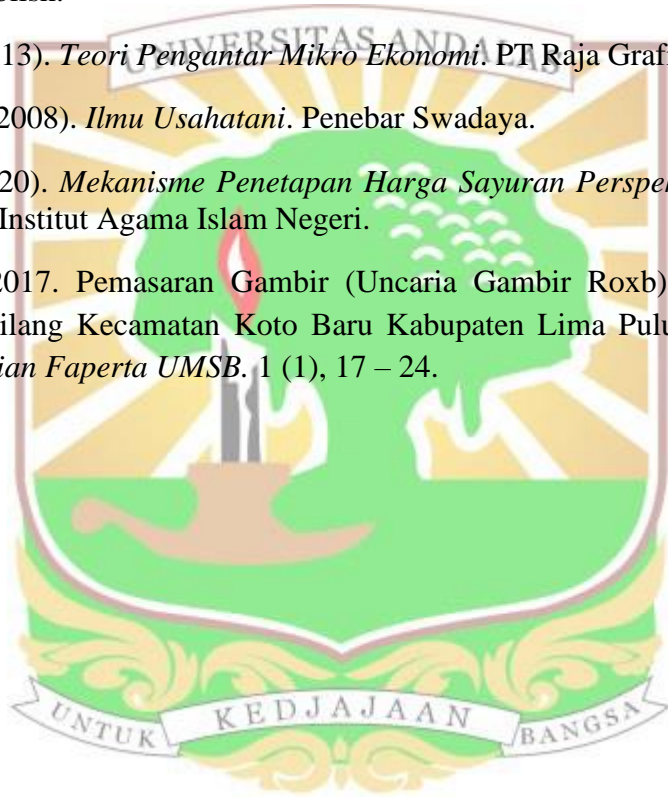 13). Teori Pengantar Mikro Ekonomi. PT Raja Grafi
UNIVERSITAS ANDALAS
2008). Ilmu Usahatani. Penebar Swadaya.
20). Mekanisme Penetapan Harga Sayuran Perspek
Institut Agama Islam Negeri.
2017. Pemasaran Gambir (Uncaria Gambir Roxb)
ilang Kecamatan Koto Baru Kabupaten Lima Pulu
ian Faperta UMSB. 1 (1), 17 – 24.
UNTUK KEDJAJAAN BANGSA